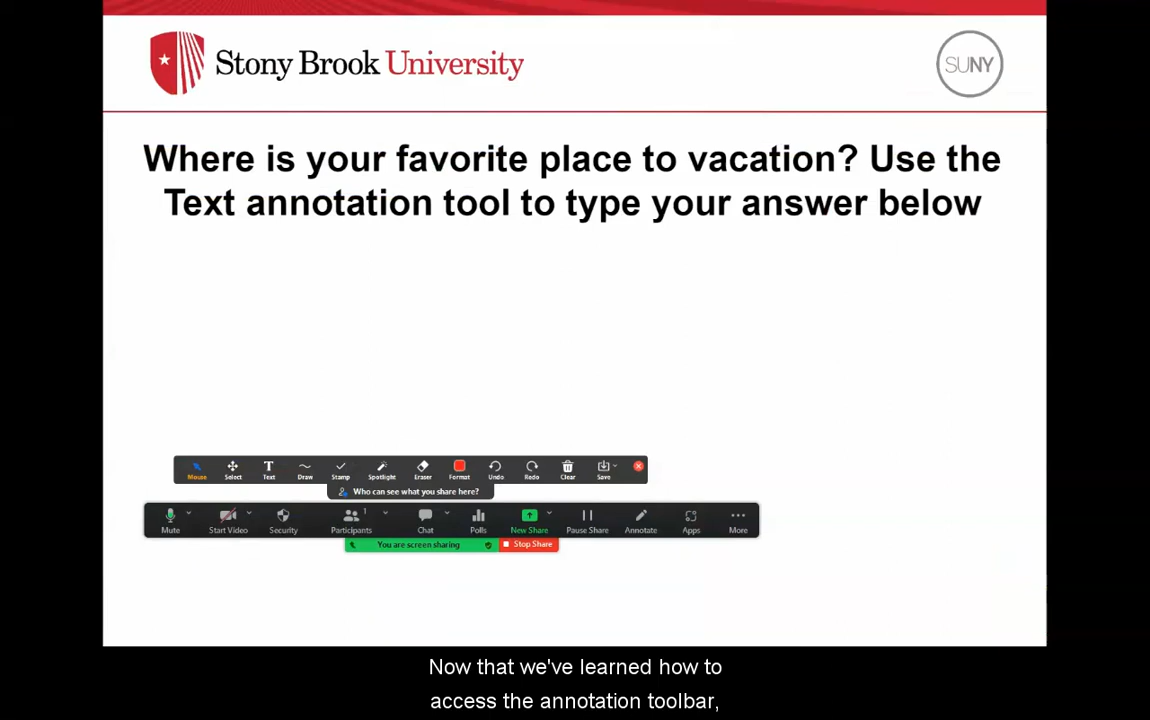 Stony Brook University
SUNY
Where is your favorite place to vacation? Use the
Text annotation tool to type your answer below
Mouse Select Text Draw Stamp Spotlight Eraser Format Undo Redo Clear Save
Who can see what you share here?
Mute Start Video Security Participants 1 Chat Polls New Share Pause Share Annotate Apps More
You are screen sharing Stop Share
Now that we've learned how to
access the annotation toolbar,